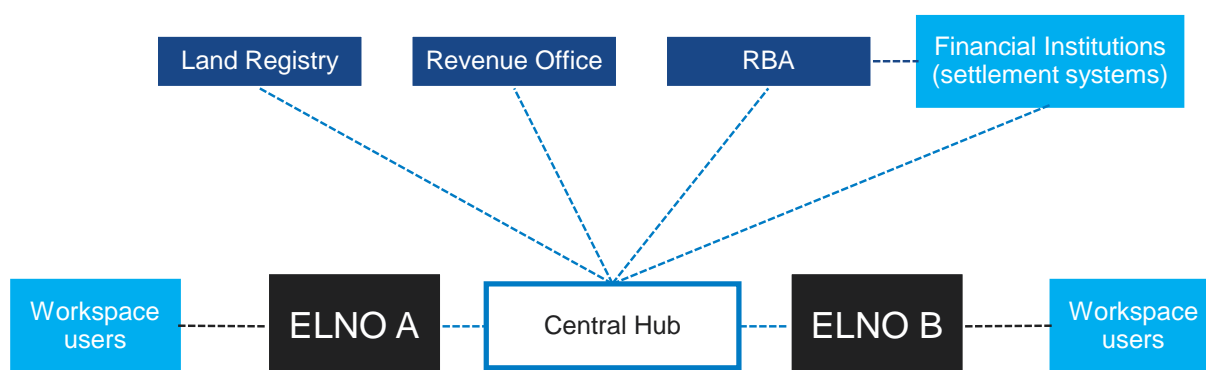 Land Registry
Revenue Office
RBA
Financial Institutions
(settlement systems)
Workspace
users
ELNO A
Central Hub
ELNO B
Workspace
users